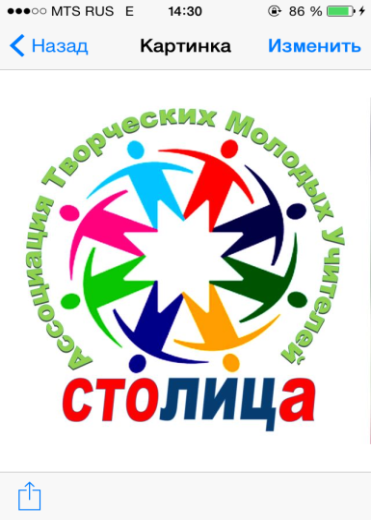 MTS RUS E 14:30 86 %
Назад Картинка Изменить
Ассоциация Творческих Молодых Учителей
столица